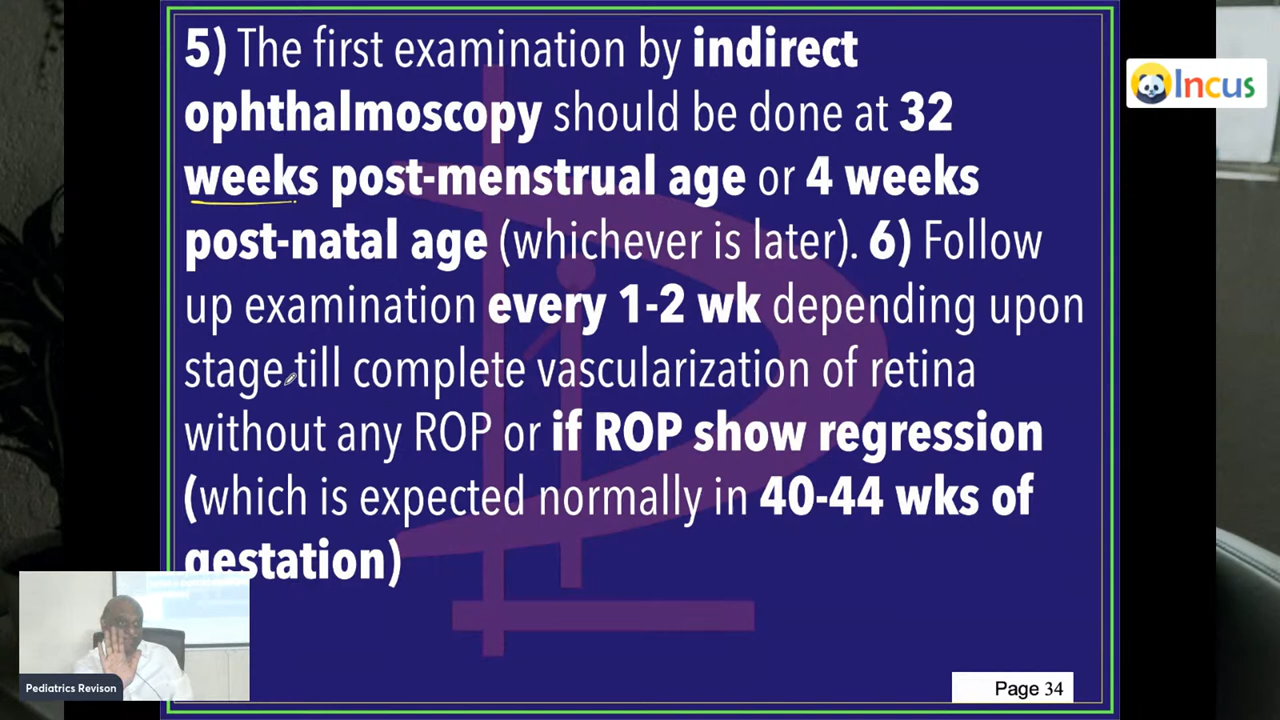 5) The first examination by indirect
ophthalmoscopy should be done at 32
weeks post-menstrual age or 4 weeks
post-natal age (whichever is later). 6) Follow
up examination every 1-2 wk depending upon
stage till complete vascularization of retina
without any ROP or if ROP show regression
(which is expected normally in 40-44 wks of
gestation)
Incus
Pediatrics Revison
Page 34